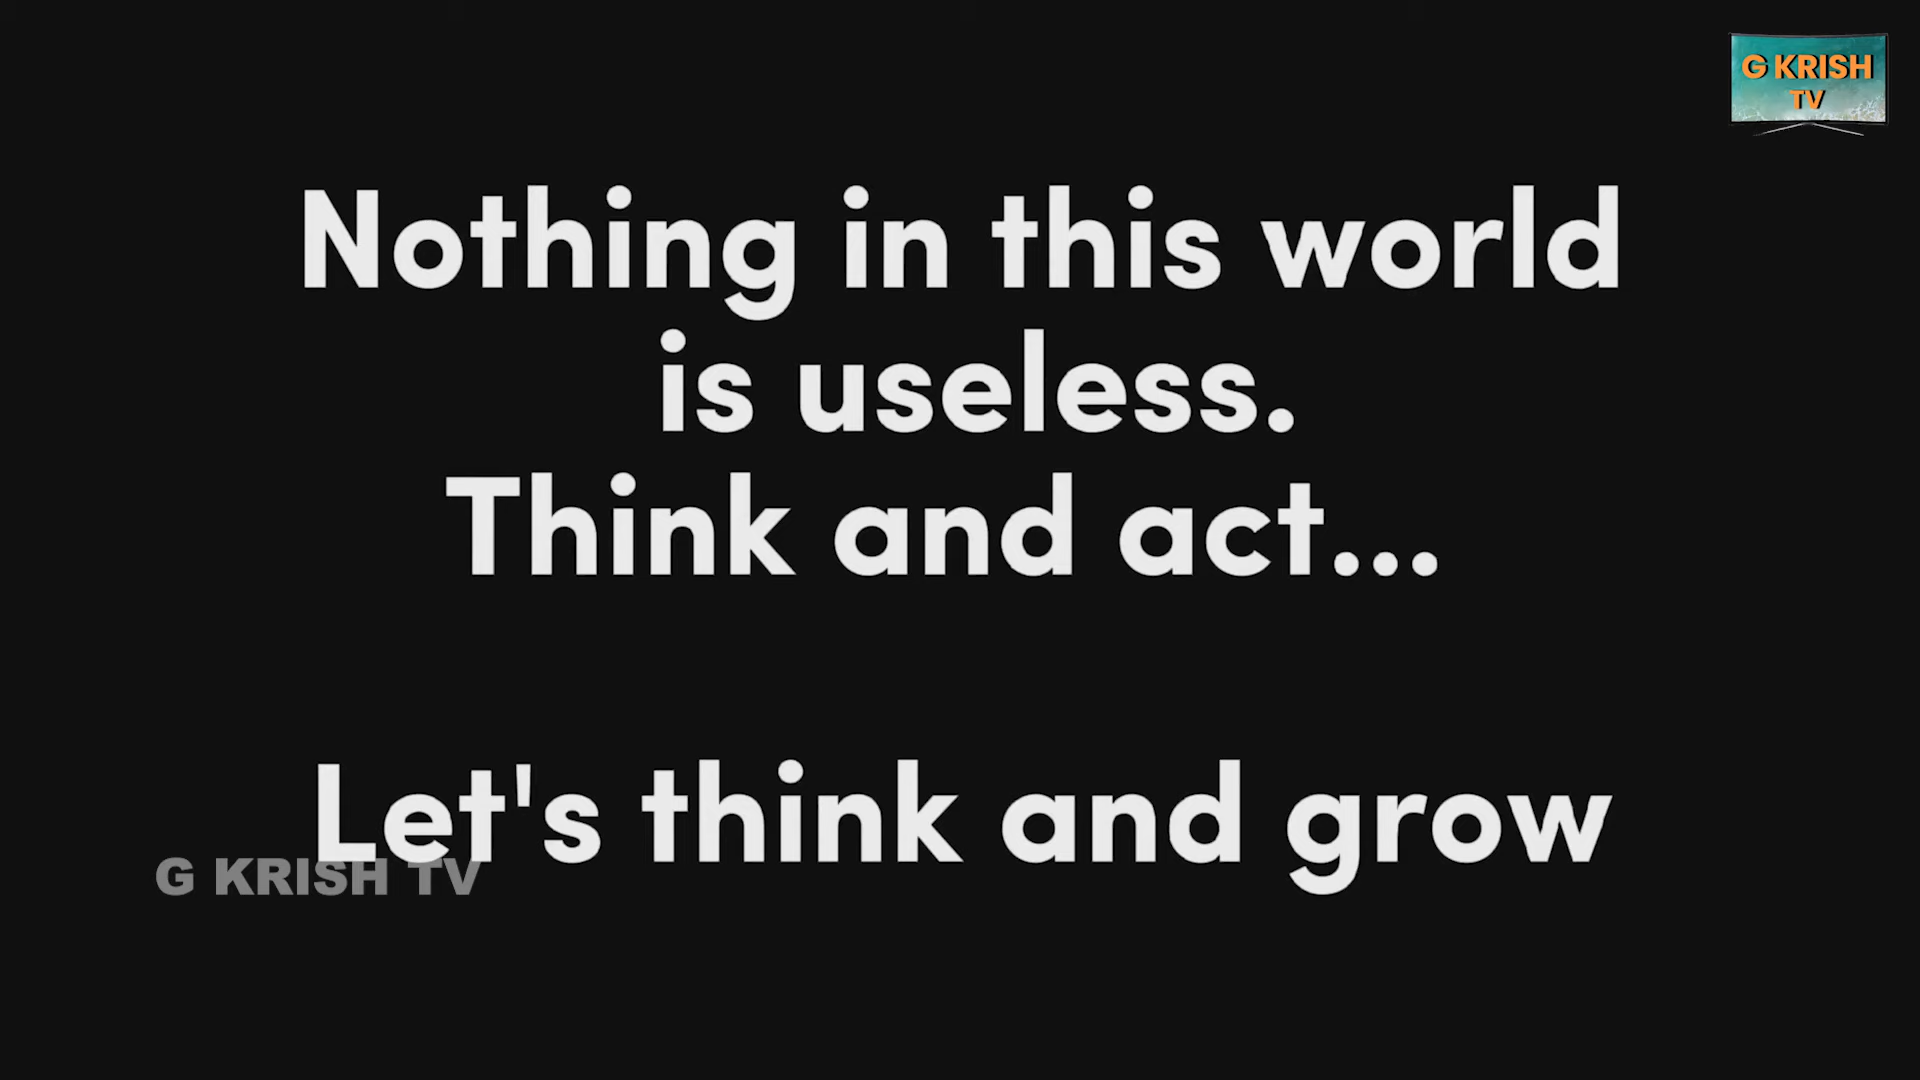 G KRISH
TV
Nothing in this world
is useless.
Think and act...
Let's think and grow
G KRISH TV